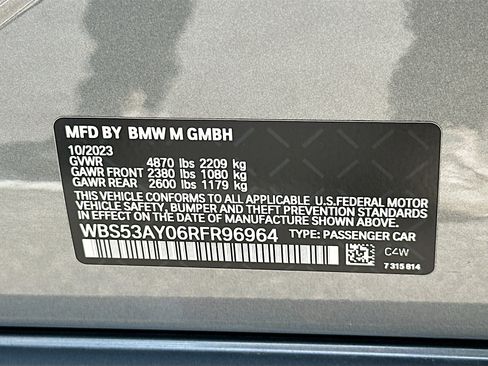 MFD BY BMW M GMBH
10/2023
GVWR 4870 lbs 2209 kg
GAWR FRONT 2380 lbs 1080 kg
GAWR REAR 2600 lbs 1179 kg
THIS VEHICLE CONFORMS TO ALL APPLICABLE U.S.FEDERAL MOTOR
VEHICLE SAFETY, BUMPER, AND THEFT PREVENTION STANDARDS IN
EFFECT ON THE DATE OF MANUFACTURE SHOWN ABOVE.
WBS53AY06RFR96964 TYPE: PASSENGER CAR
C4W
7 315 814